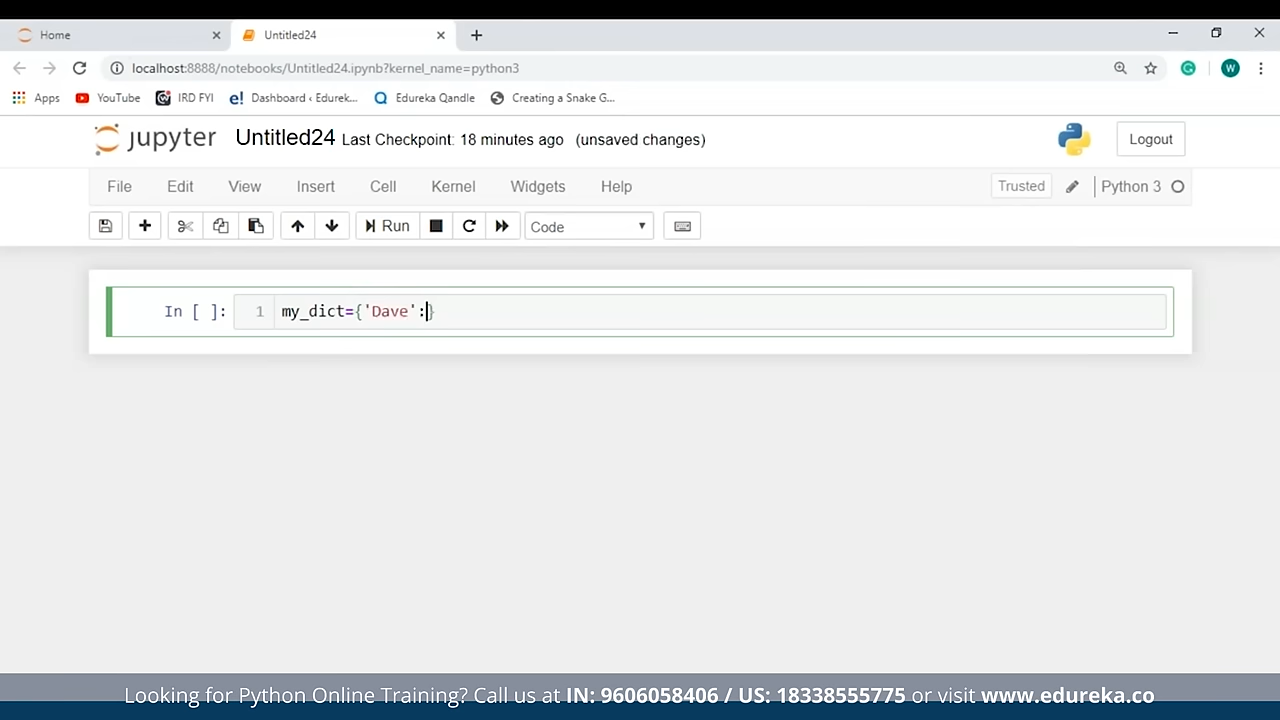 Home
Untitled24
localhost:8888/notebooks/Untitled24.ipynb?kernel_name=python3
W
Apps YouTube IRD FYI e! Dashboard ‹ Edurek... Edureka Qandle Creating a Snake G...
jupyter Untitled24 Last Checkpoint: 18 minutes ago (unsaved changes) Logout
File Edit View Insert Cell Kernel Widgets Help Trusted Python 3
Run Code
In [ ]: 1 my_dict={'Dave':}
Looking for Python Online Training? Call us at IN: 9606058406 / US: 18338555775 or visit www.edureka.co